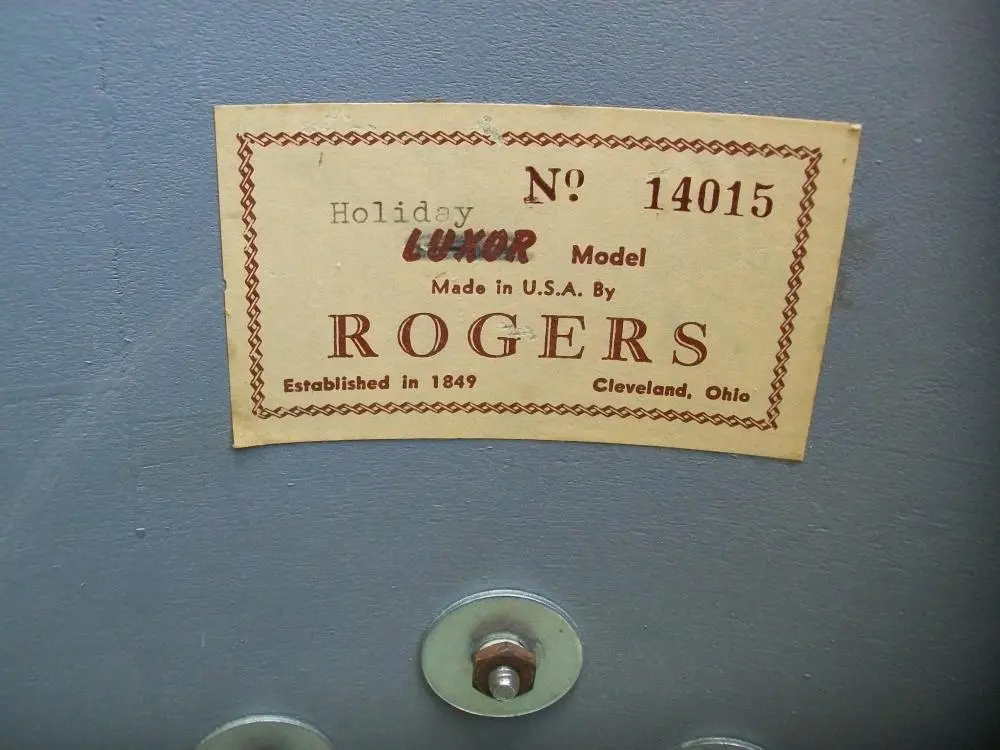 Nº 14015
Holiday
LUXOR Model
Made in U.S.A. By
ROGERS
Established in 1849 Cleveland, Ohio